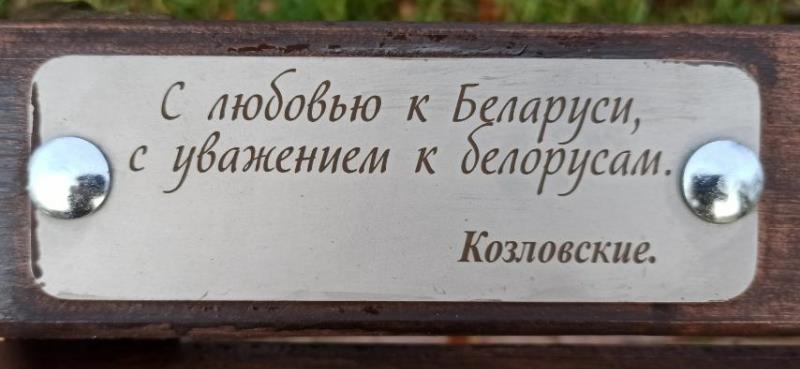 С любовью к Беларуси,
с уважением к белорусам.
Козловские.